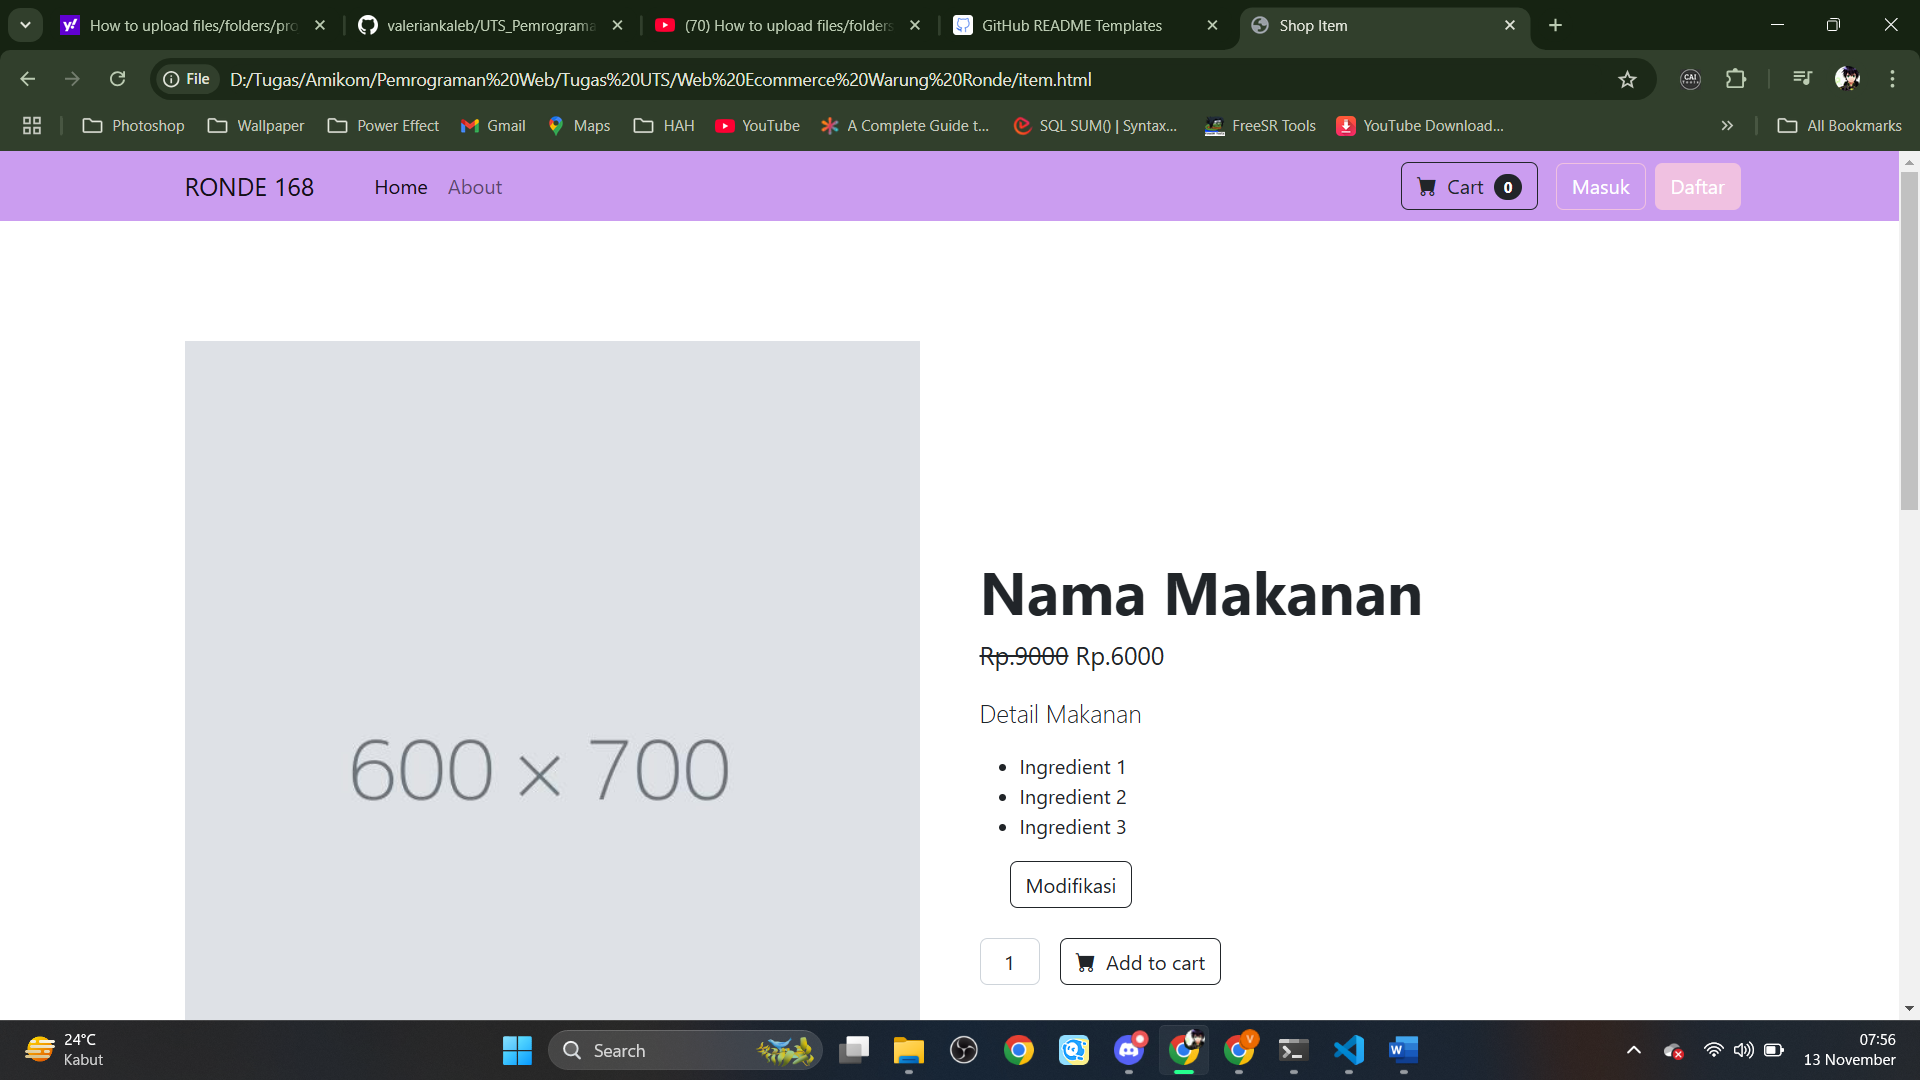 How to upload files/folders/pro
valeriankaleb/UTS_Pemrograma
(70) How to upload files/folders
GitHub README Templates
Shop Item
File
D:/Tugas/Amikom/Pemrograman%20Web/Tugas%20UTS/Web%20Ecommerce%20Warung%20Ronde/item.html
CAI
Photoshop
Wallpaper
Power Effect
Gmail
Maps
HAH
YouTube
A Complete Guide t...
SQL SUM() | Syntax...
FreeSR Tools
YouTube Download...
All Bookmarks
RONDE 168
Home
About
Cart 0
Masuk
Daftar
600 × 700
Nama Makanan
Rp.9000 Rp.6000
Detail Makanan
Ingredient 1
Ingredient 2
Ingredient 3
Modifikasi
1
Add to cart
24°C
Kabut
Search
V
07:56
13 November